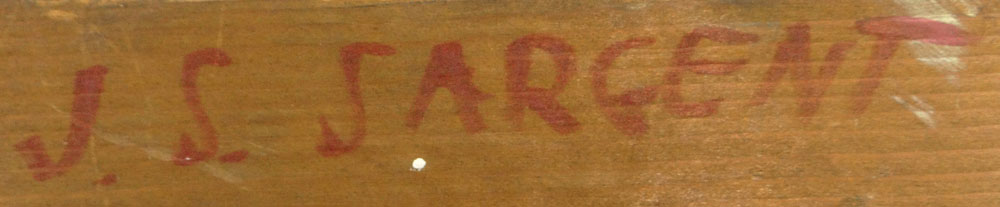 J. S. SARGENT